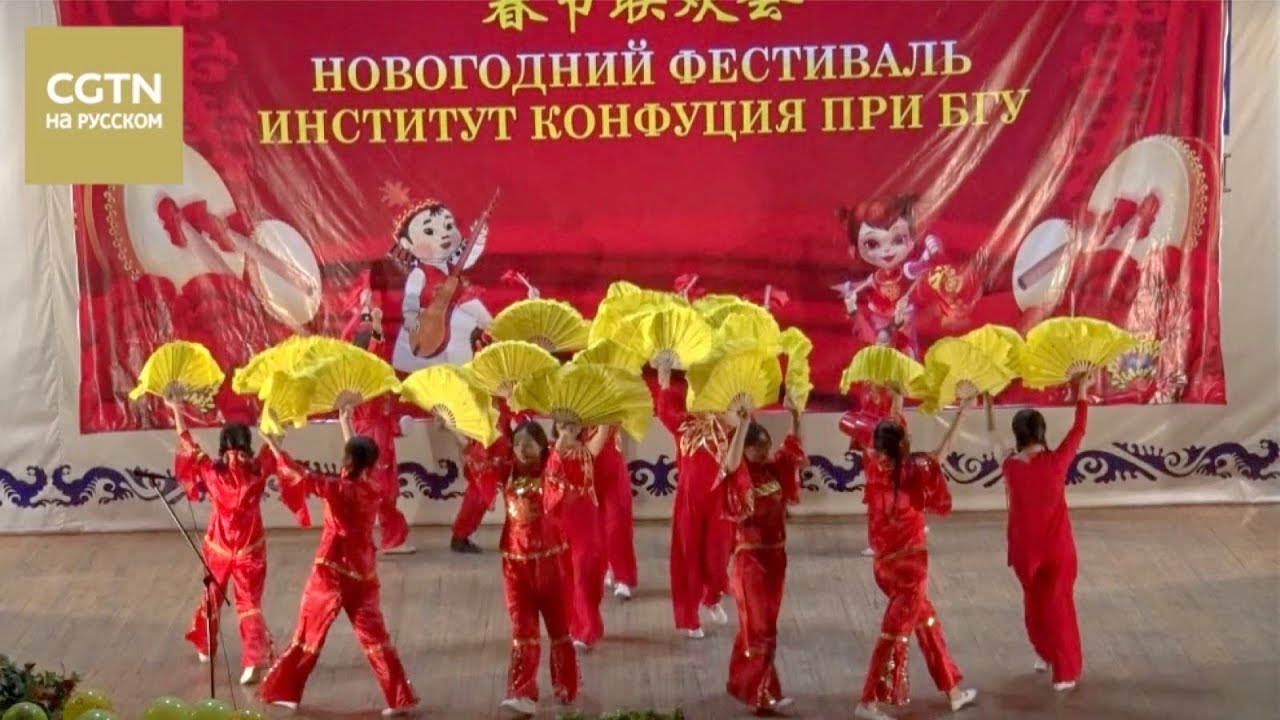 CGTN
НА РУССКОМ
春节联欢会
НОВОГОДНИЙ ФЕСТИВАЛЬ
ИНСТИТУТ КОНФУЦИЯ ПРИ БГУ